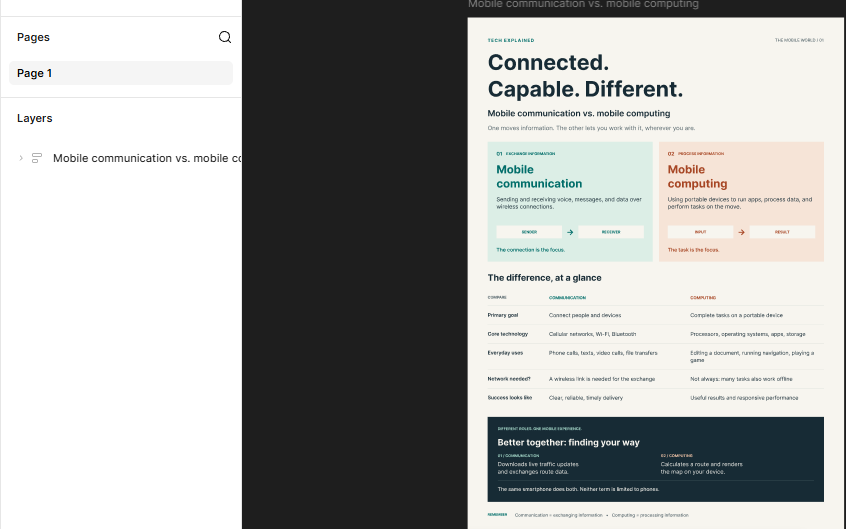 Mobile communication vs. mobile computing
Pages
Page 1
Layers
Mobile communication vs. mobile co
TECH EXPLAINED
THE MOBILE WORLD / 01
Connected.
Capable. Different.
Mobile communication vs. mobile computing
One moves information. The other lets you work with it, wherever you are.
01 EXCHANGE INFORMATION
Mobile
communication
Sending and receiving voice, messages, and data over
wireless connections.
SENDER → RECEIVER
The connection is the focus.
02 PROCESS INFORMATION
Mobile
computing
Using portable devices to run apps, process data, and
perform tasks on the move.
INPUT → RESULT
The task is the focus.
The difference, at a glance
COMPARE COMMUNICATION COMPUTING
Primary goal Connect people and devices Complete tasks on a portable device
Core technology Cellular networks, Wi-Fi, Bluetooth Processors, operating systems, apps, storage
Everyday uses Phone calls, texts, video calls, file transfers Editing a document, running navigation, playing a
game
Network needed? A wireless link is needed for the exchange Not always: many tasks also work offline
Success looks like Clear, reliable, timely delivery Useful results and responsive performance
DIFFERENT ROLES. ONE MOBILE EXPERIENCE.
Better together: finding your way
01 / COMMUNICATION
Downloads live traffic updates
and exchanges route data.
02 / COMPUTING
Calculates a route and renders
the map on your device.
The same smartphone does both. Neither term is limited to phones.
REMEMBER Communication = exchanging information • Computing = processing information